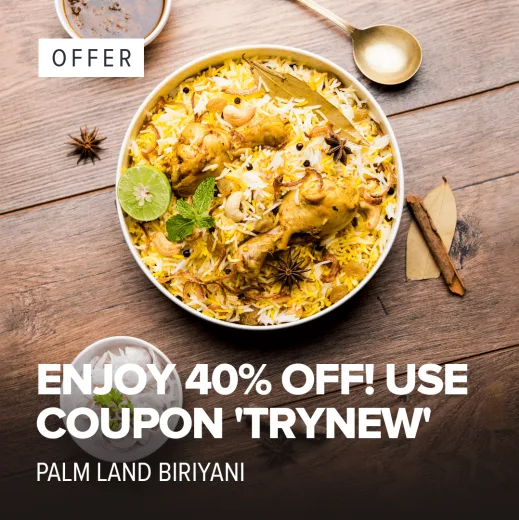 OFFER
ENJOY 40% OFF! USE
COUPON 'TRYNEW'
PALM LAND BIRIYANI